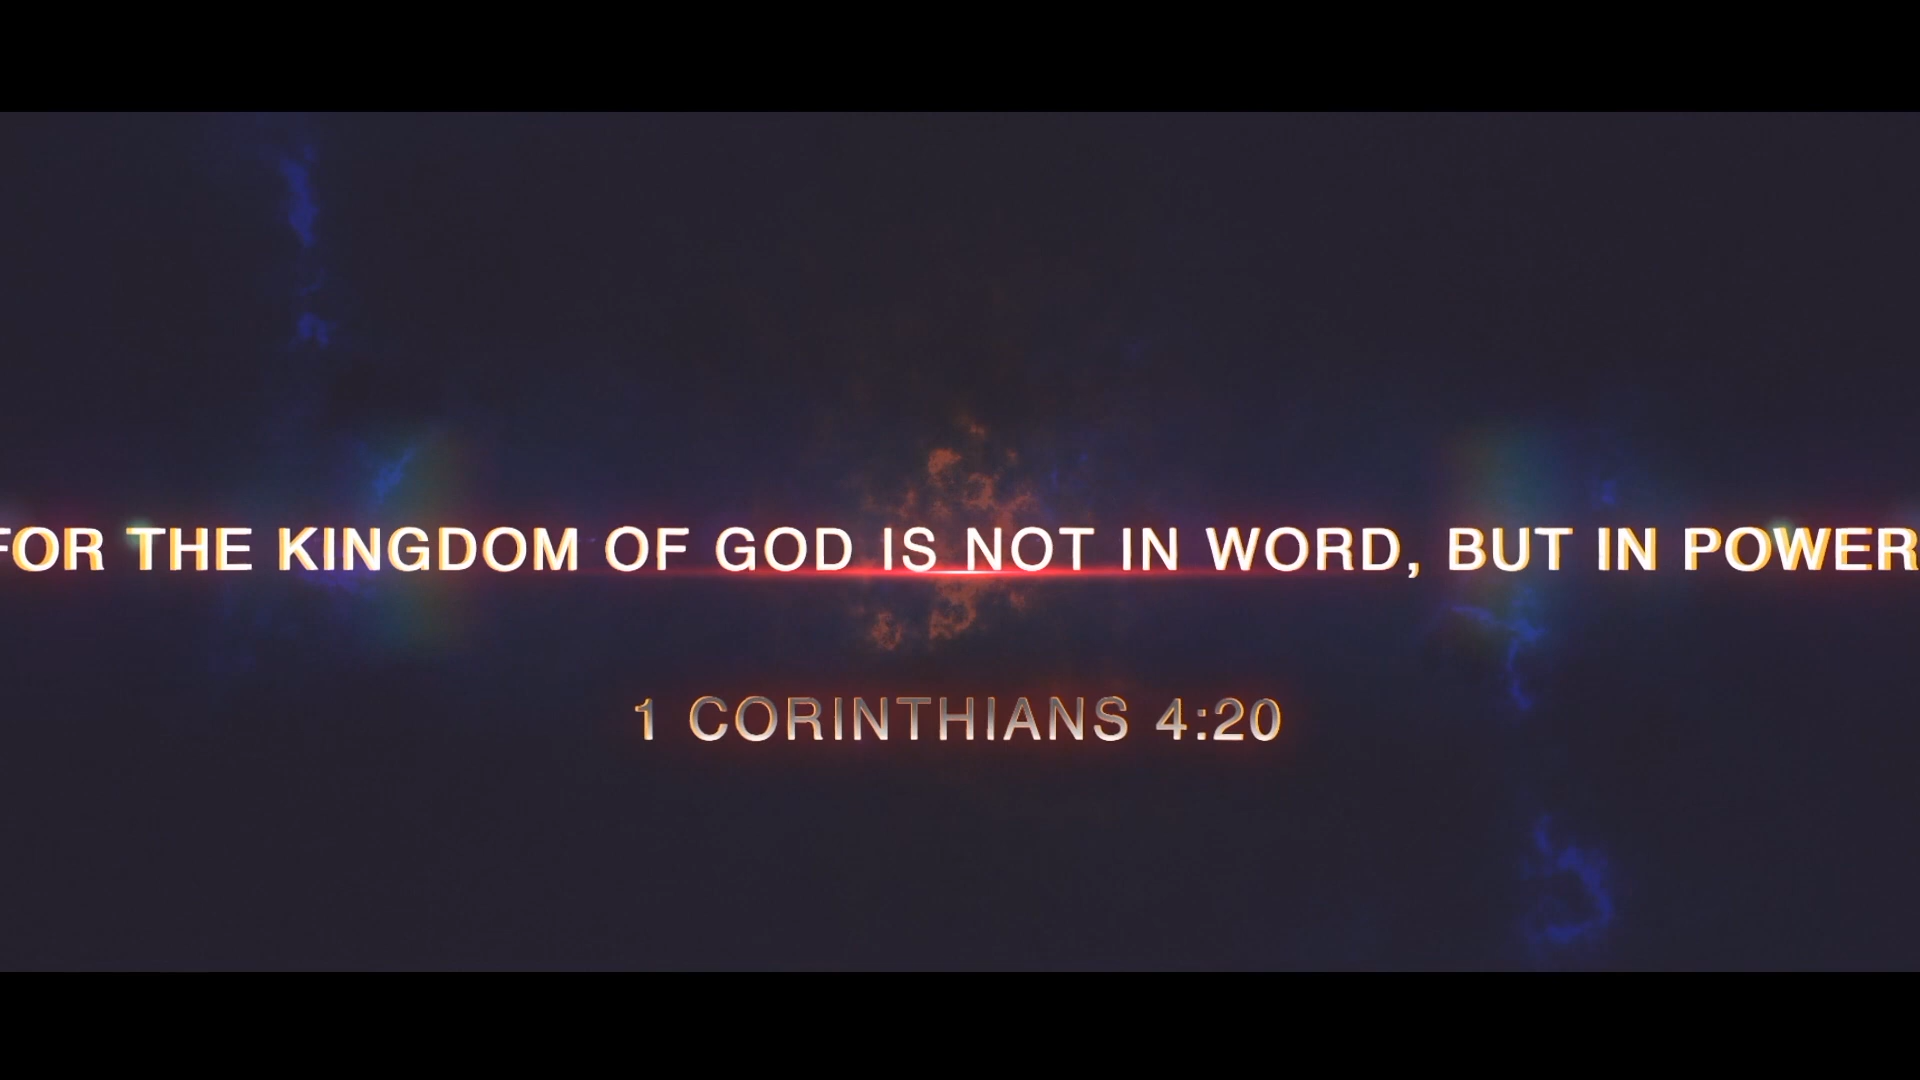 FOR THE KINGDOM OF GOD IS NOT IN WORD, BUT IN POWER
1 CORINTHIANS 4:20